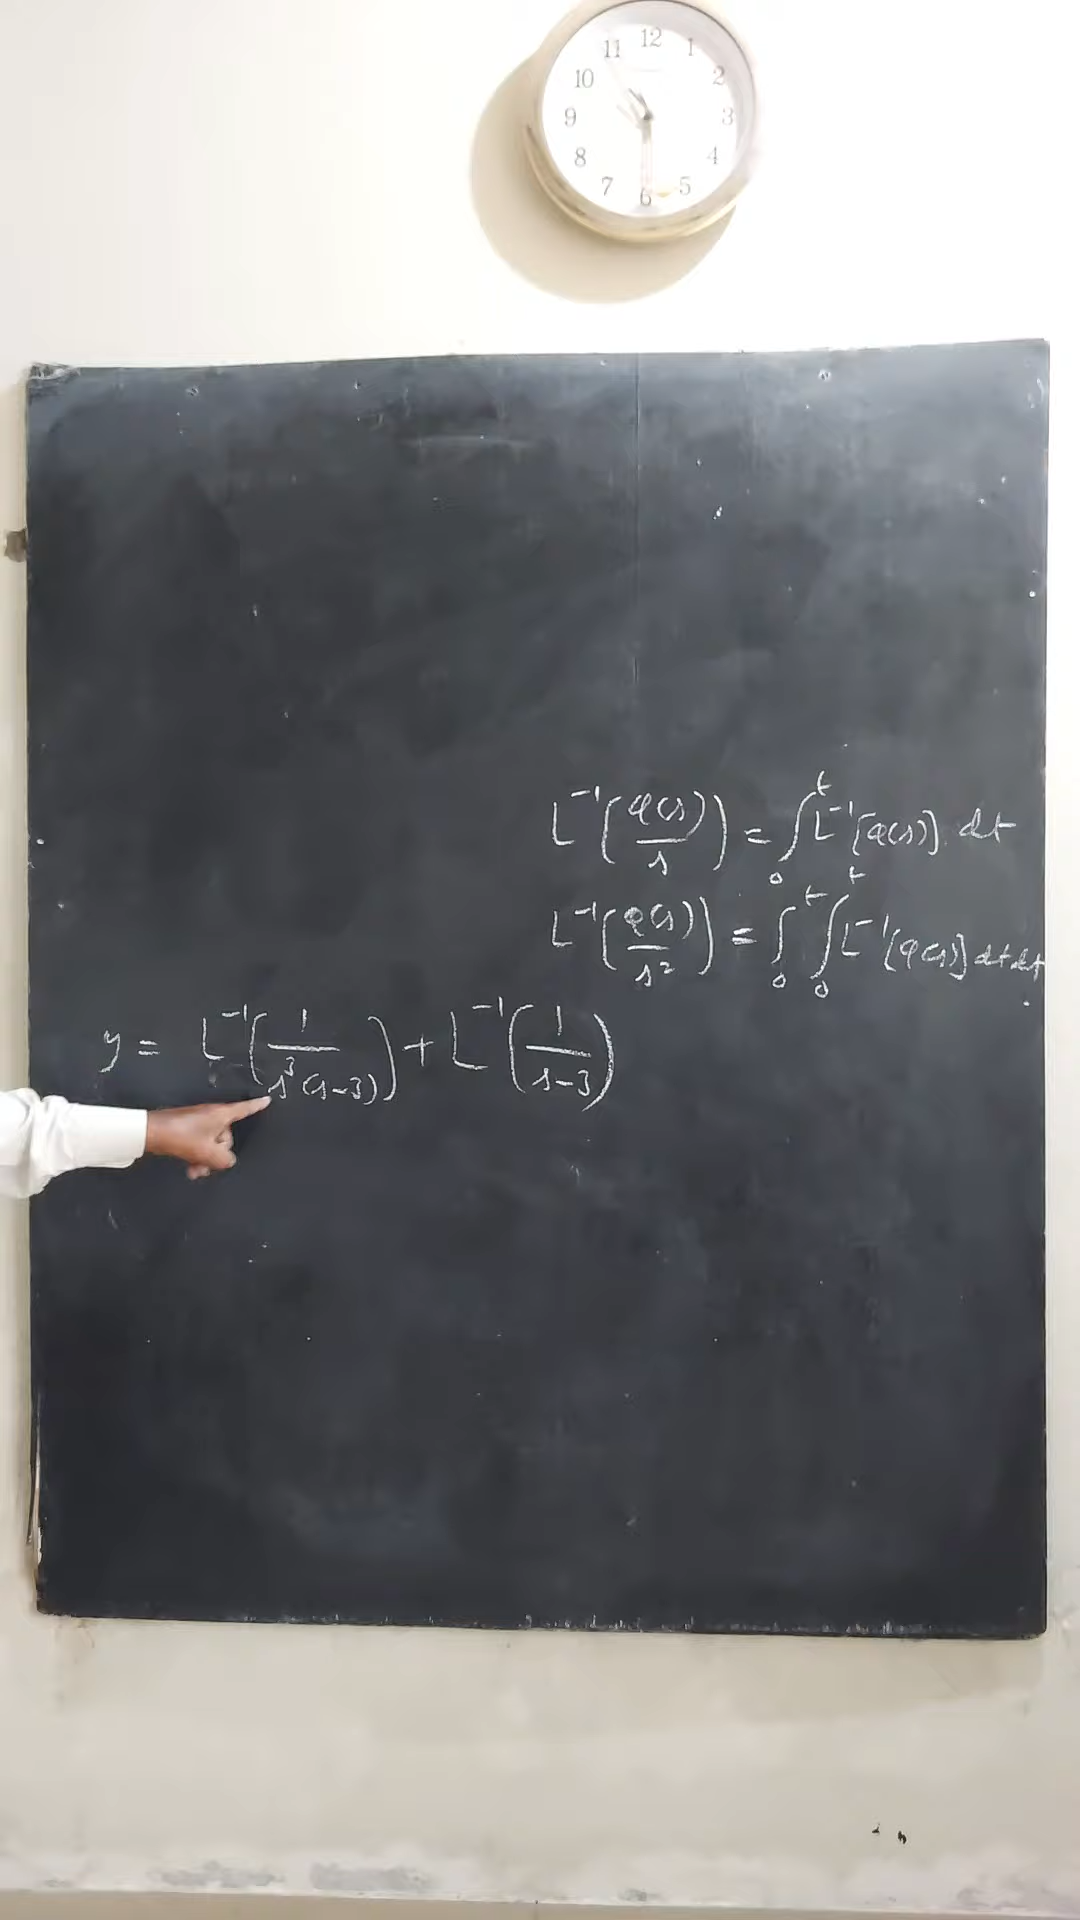 12
11 1
10 2
9 3
8 4
7 5
6
L⁻¹(φ(s)/s) = ∫₀ᵗ L⁻¹[φ(s)] dt
L⁻¹(φ(s)/s²) = ∫₀ᵗ ∫₀ᵗ L⁻¹[φ(s)] dt dt
y = L⁻¹(1/s³(s-3)) + L⁻¹(1/s-3)